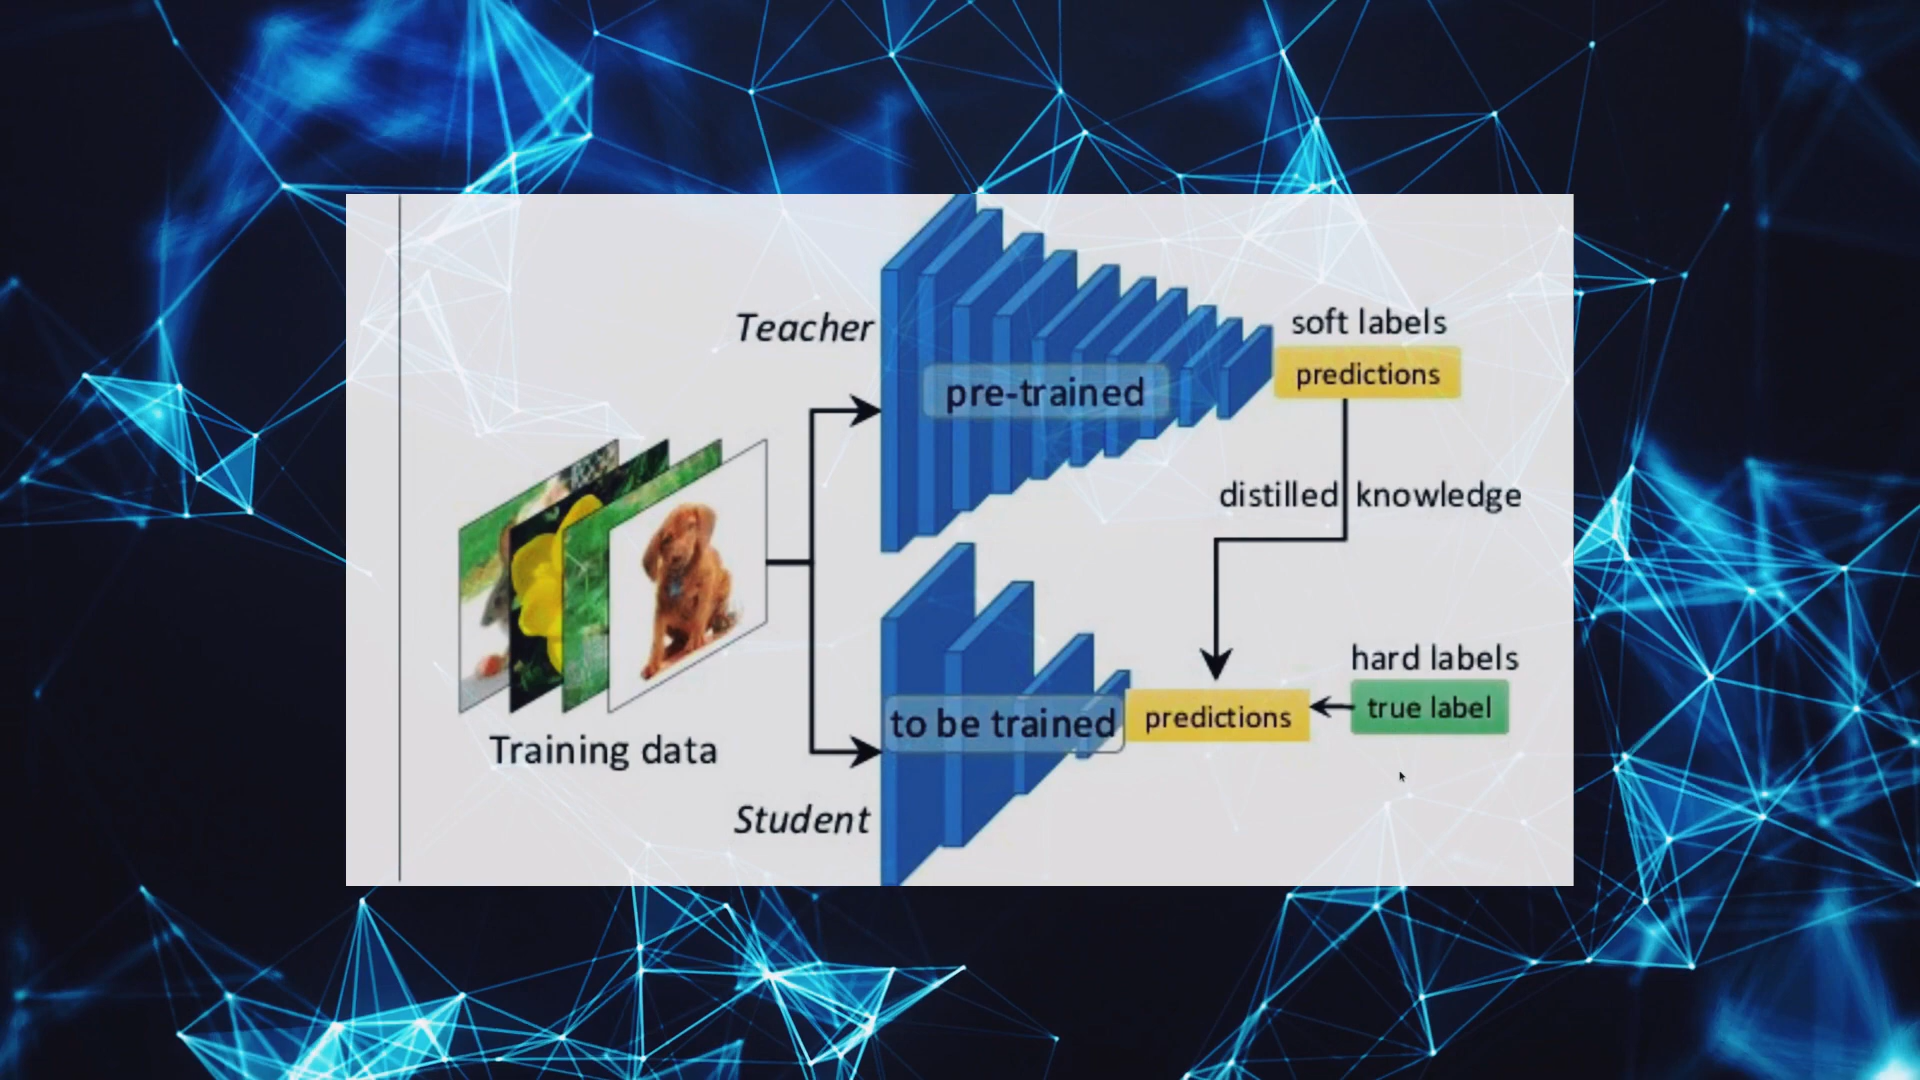 Teacher
pre-trained
soft labels
predictions
distilled knowledge
Training data
to be trained
predictions
hard labels
true label
Student